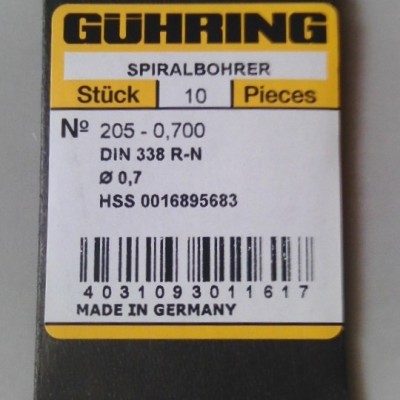 GÜHRING
SPIRALBOHRER
Stück 10 Pieces
Nº 205 - 0,700
DIN 338 R-N
Ø 0,7
HSS 0016895683
4031093011617
MADE IN GERMANY